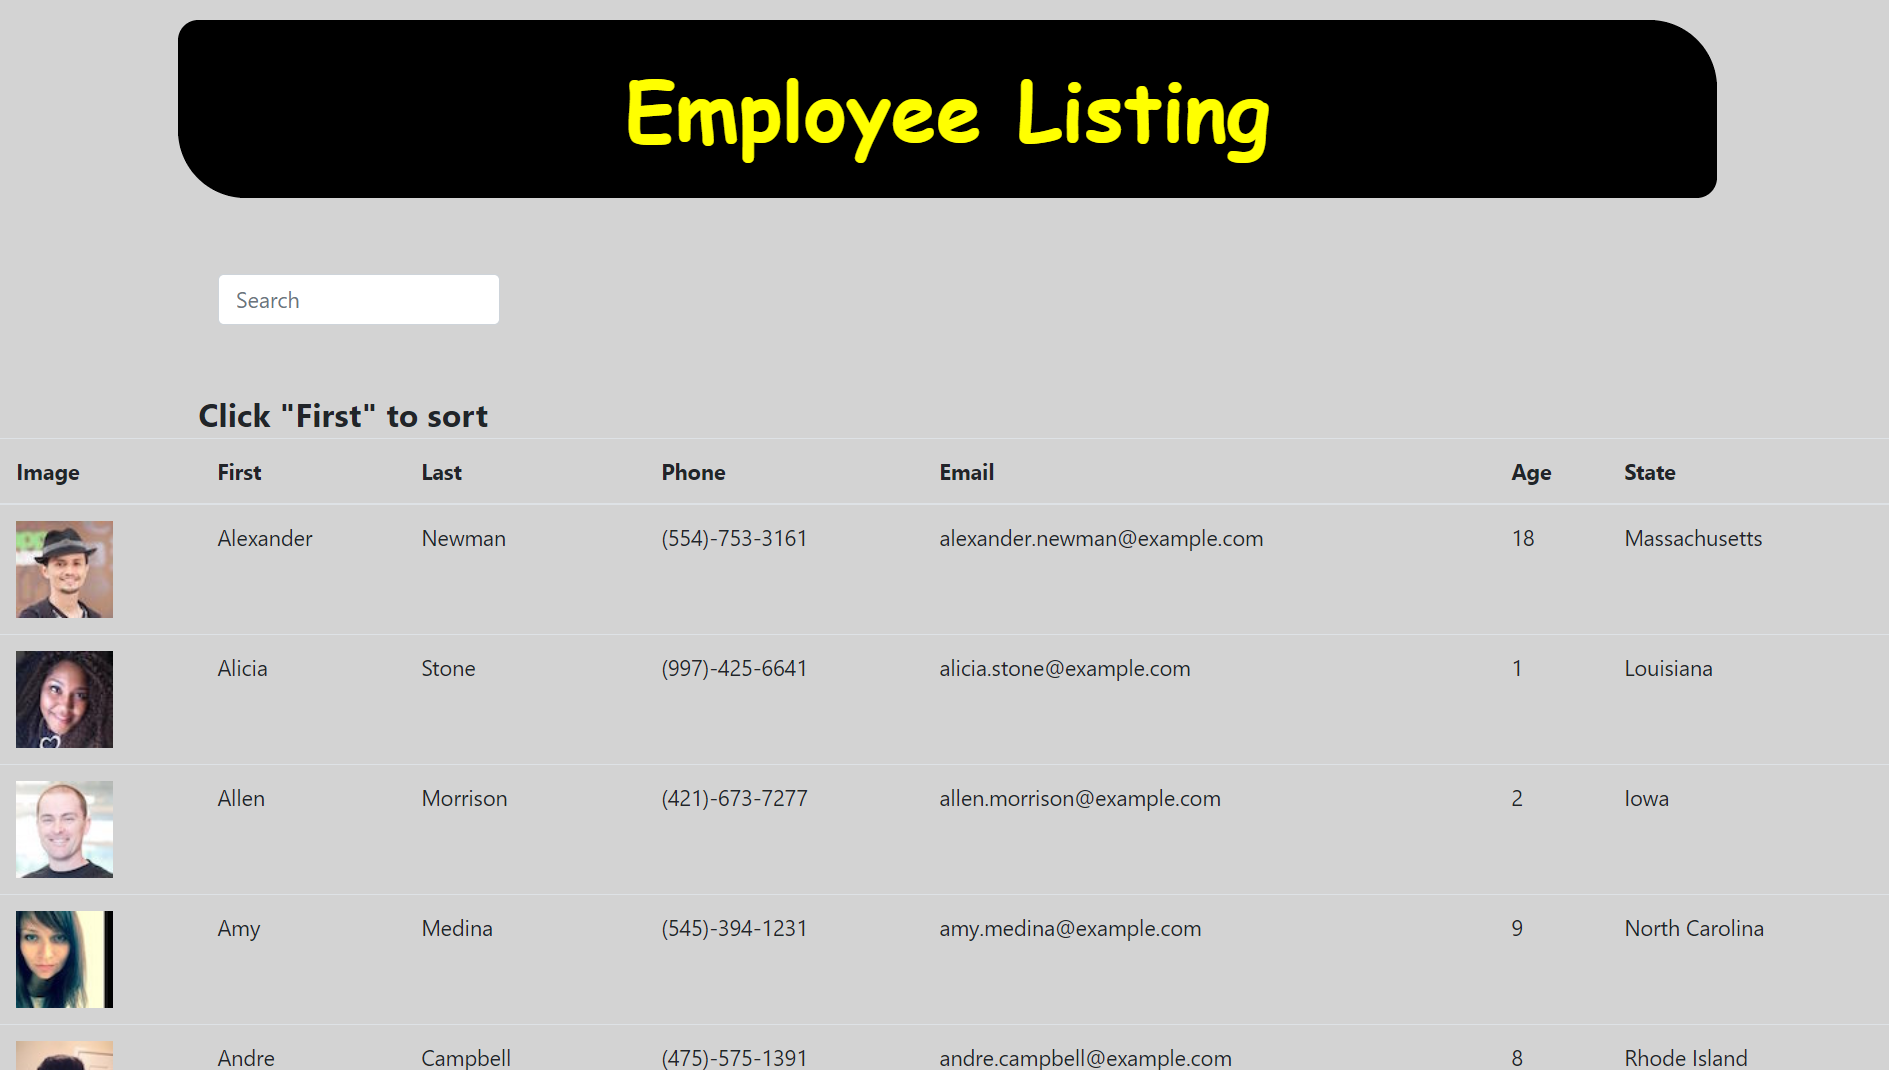 Employee Listing
Search
Click "First" to sort
Image First Last Phone Email Age State
Alexander Newman (554)-753-3161 alexander.newman@example.com 18 Massachusetts
Alicia Stone (997)-425-6641 alicia.stone@example.com 1 Louisiana
Allen Morrison (421)-673-7277 allen.morrison@example.com 2 Iowa
Amy Medina (545)-394-1231 amy.medina@example.com 9 North Carolina
Andre Campbell (475)-575-1391 andre.campbell@example.com 8 Rhode Island